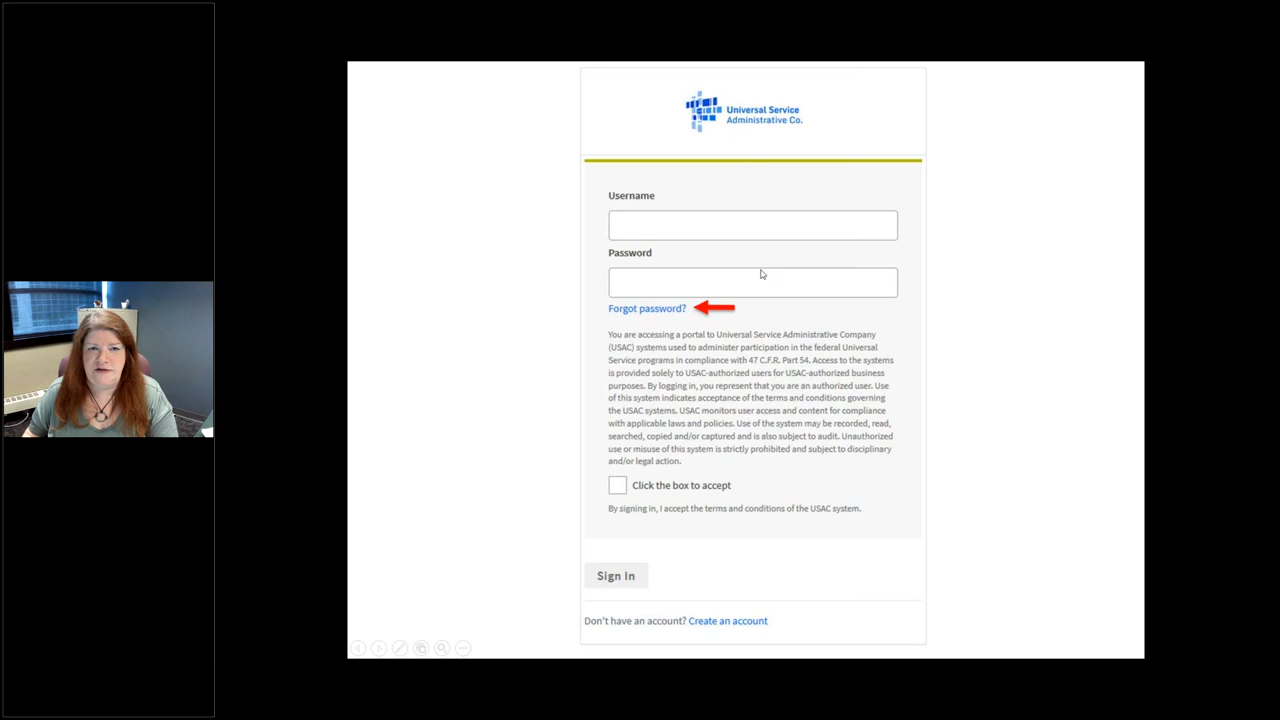 Universal Service
Administrative Co.
Username
Password
Forgot password?
You are accessing a portal to Universal Service Administrative Company
(USAC) systems used to administer participation in the federal Universal
Service programs in compliance with 47 C.F.R. Part 54. Access to the systems
is provided solely to USAC-authorized users for USAC-authorized business
purposes. By logging in, you represent that you are an authorized user. Use
of this system indicates acceptance of the terms and conditions governing
the USAC systems. USAC monitors user access and content for compliance
with applicable laws and policies. Use of the system may be recorded, read,
searched, copied and/or captured and is also subject to audit. Unauthorized
use or misuse of this system is strictly prohibited and subject to disciplinary
and/or legal action.
Click the box to accept
By signing in, I accept the terms and conditions of the USAC system.
Sign In
Don't have an account? Create an account